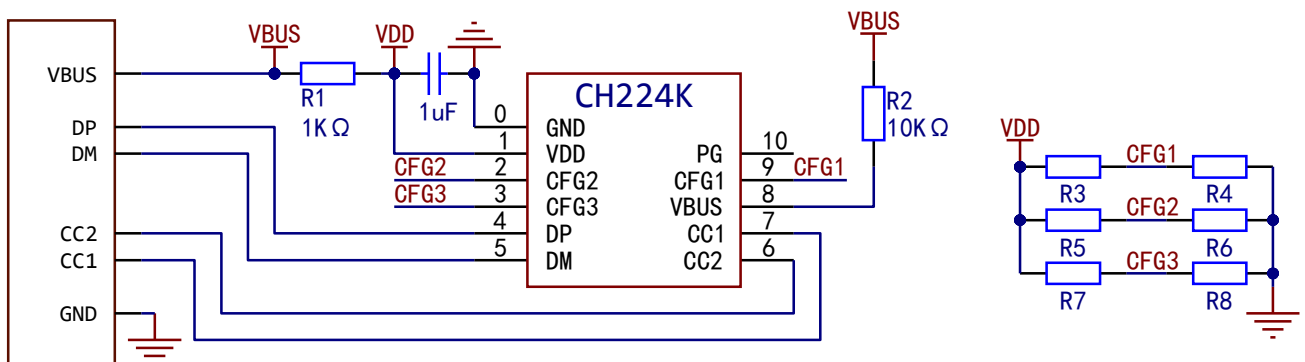 VBUS
DP
DM
CC2
CC1
GND
VBUS
R1
1KΩ
VDD
1uF
CH224K
0 GND
1 VDD
CFG2 2 CFG2
CFG3 3 CFG3
4 DP
5 DM
PG 10
CFG1 9 CFG1
VBUS 8
CC1 7
CC2 6
VBUS
R2
10KΩ
VDD
CFG1
R3 R4
CFG2
R5 R6
CFG3
R7 R8